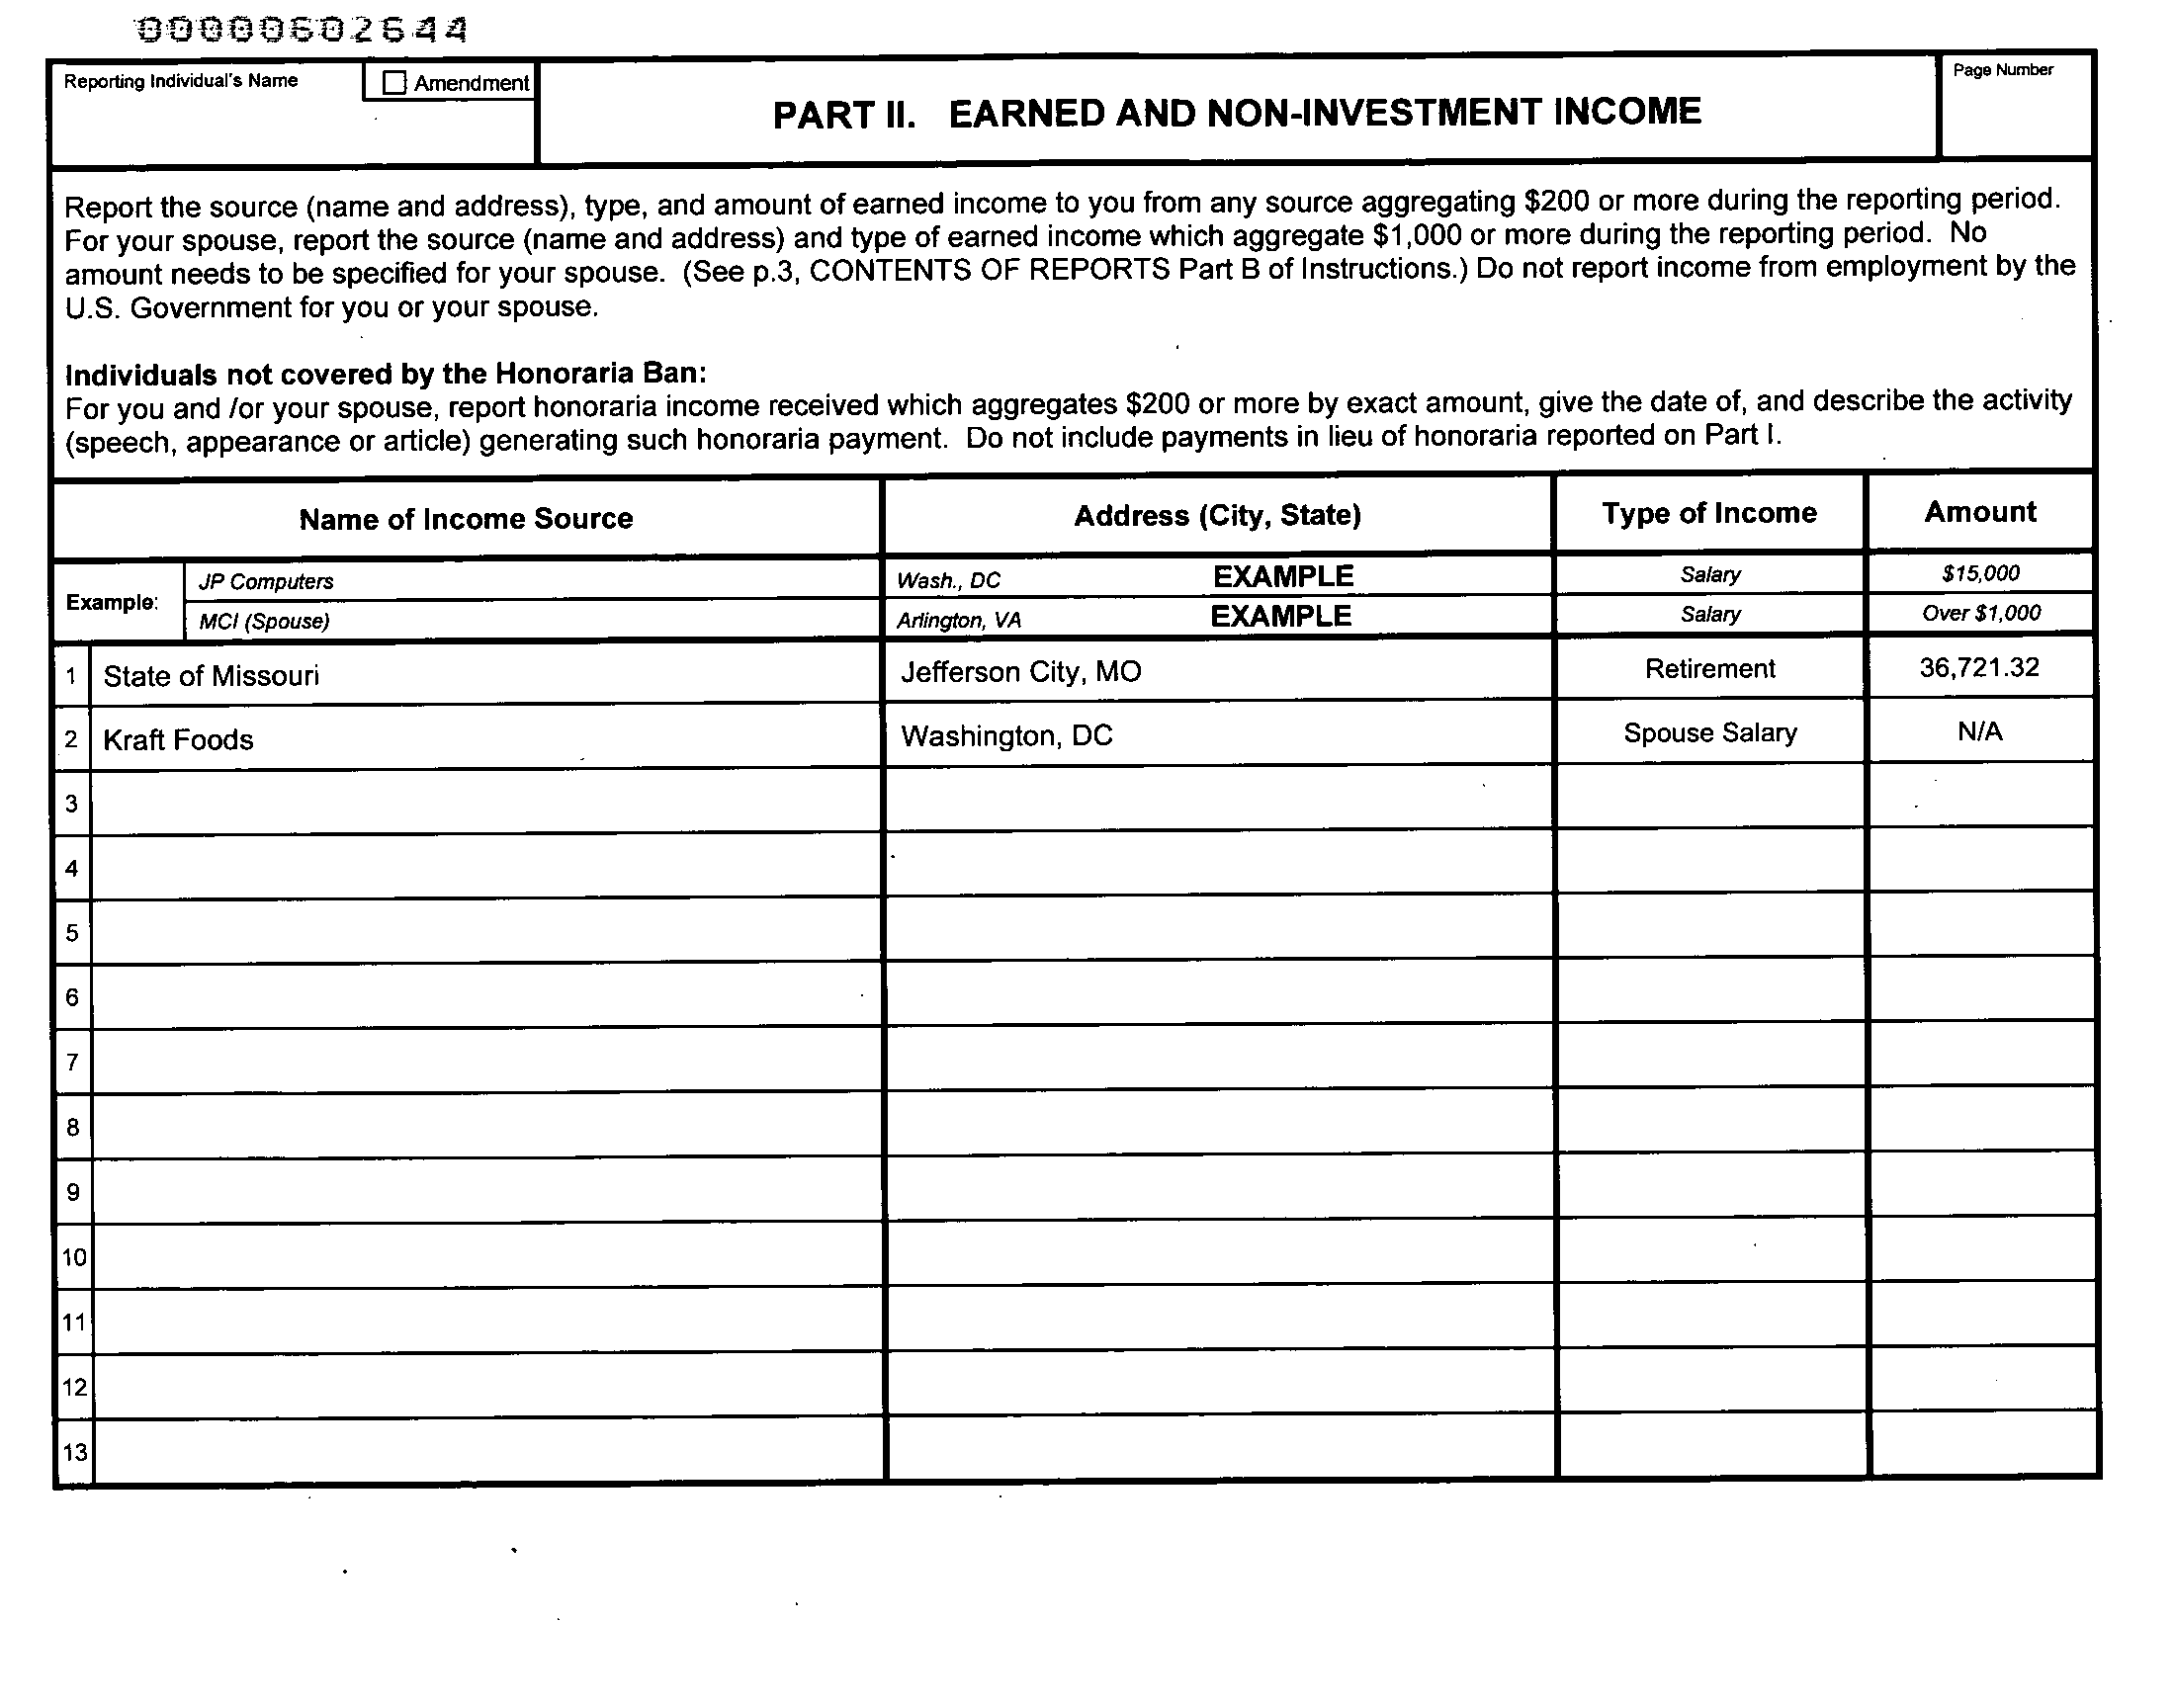 00000602644
Reporting Individual's Name
Amendment
PART II. EARNED AND NON-INVESTMENT INCOME
Page Number
Report the source (name and address), type, and amount of earned income to you from any source aggregating $200 or more during the reporting period.
For your spouse, report the source (name and address) and type of earned income which aggregate $1,000 or more during the reporting period. No
amount needs to be specified for your spouse. (See p.3, CONTENTS OF REPORTS Part B of Instructions.) Do not report income from employment by the
U.S. Government for you or your spouse.
Individuals not covered by the Honoraria Ban:
For you and /or your spouse, report honoraria income received which aggregates $200 or more by exact amount, give the date of, and describe the activity
(speech, appearance or article) generating such honoraria payment. Do not include payments in lieu of honoraria reported on Part I.
Name of Income Source Address (City, State) Type of Income Amount
Example:
JP Computers Wash., DC EXAMPLE Salary $15,000
MCI (Spouse) Arlington, VA EXAMPLE Salary Over $1,000
1 State of Missouri Jefferson City, MO Retirement 36,721.32
2 Kraft Foods Washington, DC Spouse Salary N/A
3
4
5
6
7
8
9
10
11
12
13